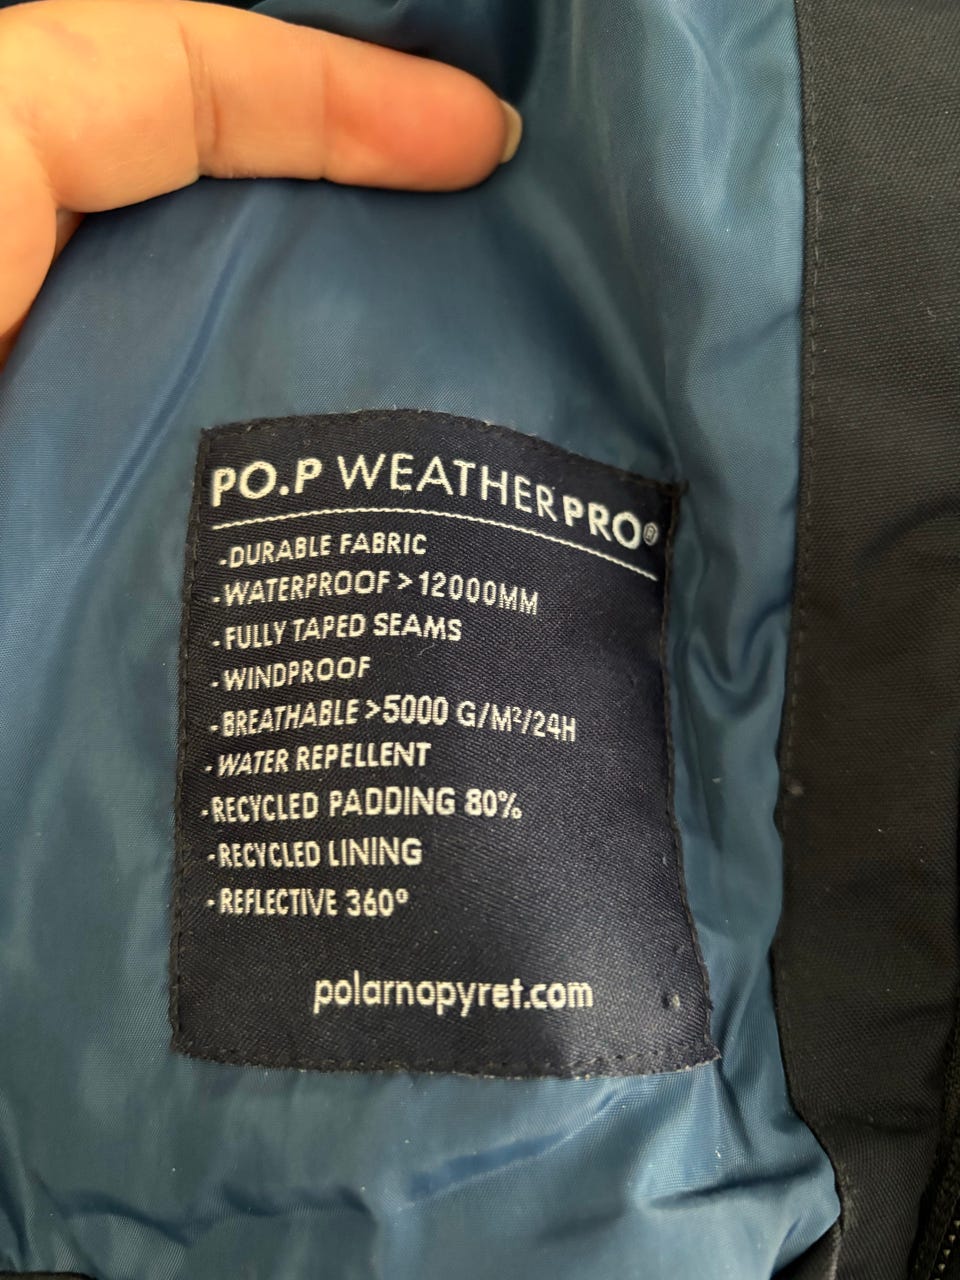 PO.P WEATHERPRO®
-DURABLE FABRIC
-WATERPROOF > 12000MM
-FULLY TAPED SEAMS
-WINDPROOF
-BREATHABLE >5000 G/M²/24H
-WATER REPELLENT
-RECYCLED PADDING 80%
-RECYCLED LINING
-REFLECTIVE 360°
polarnopyret.com